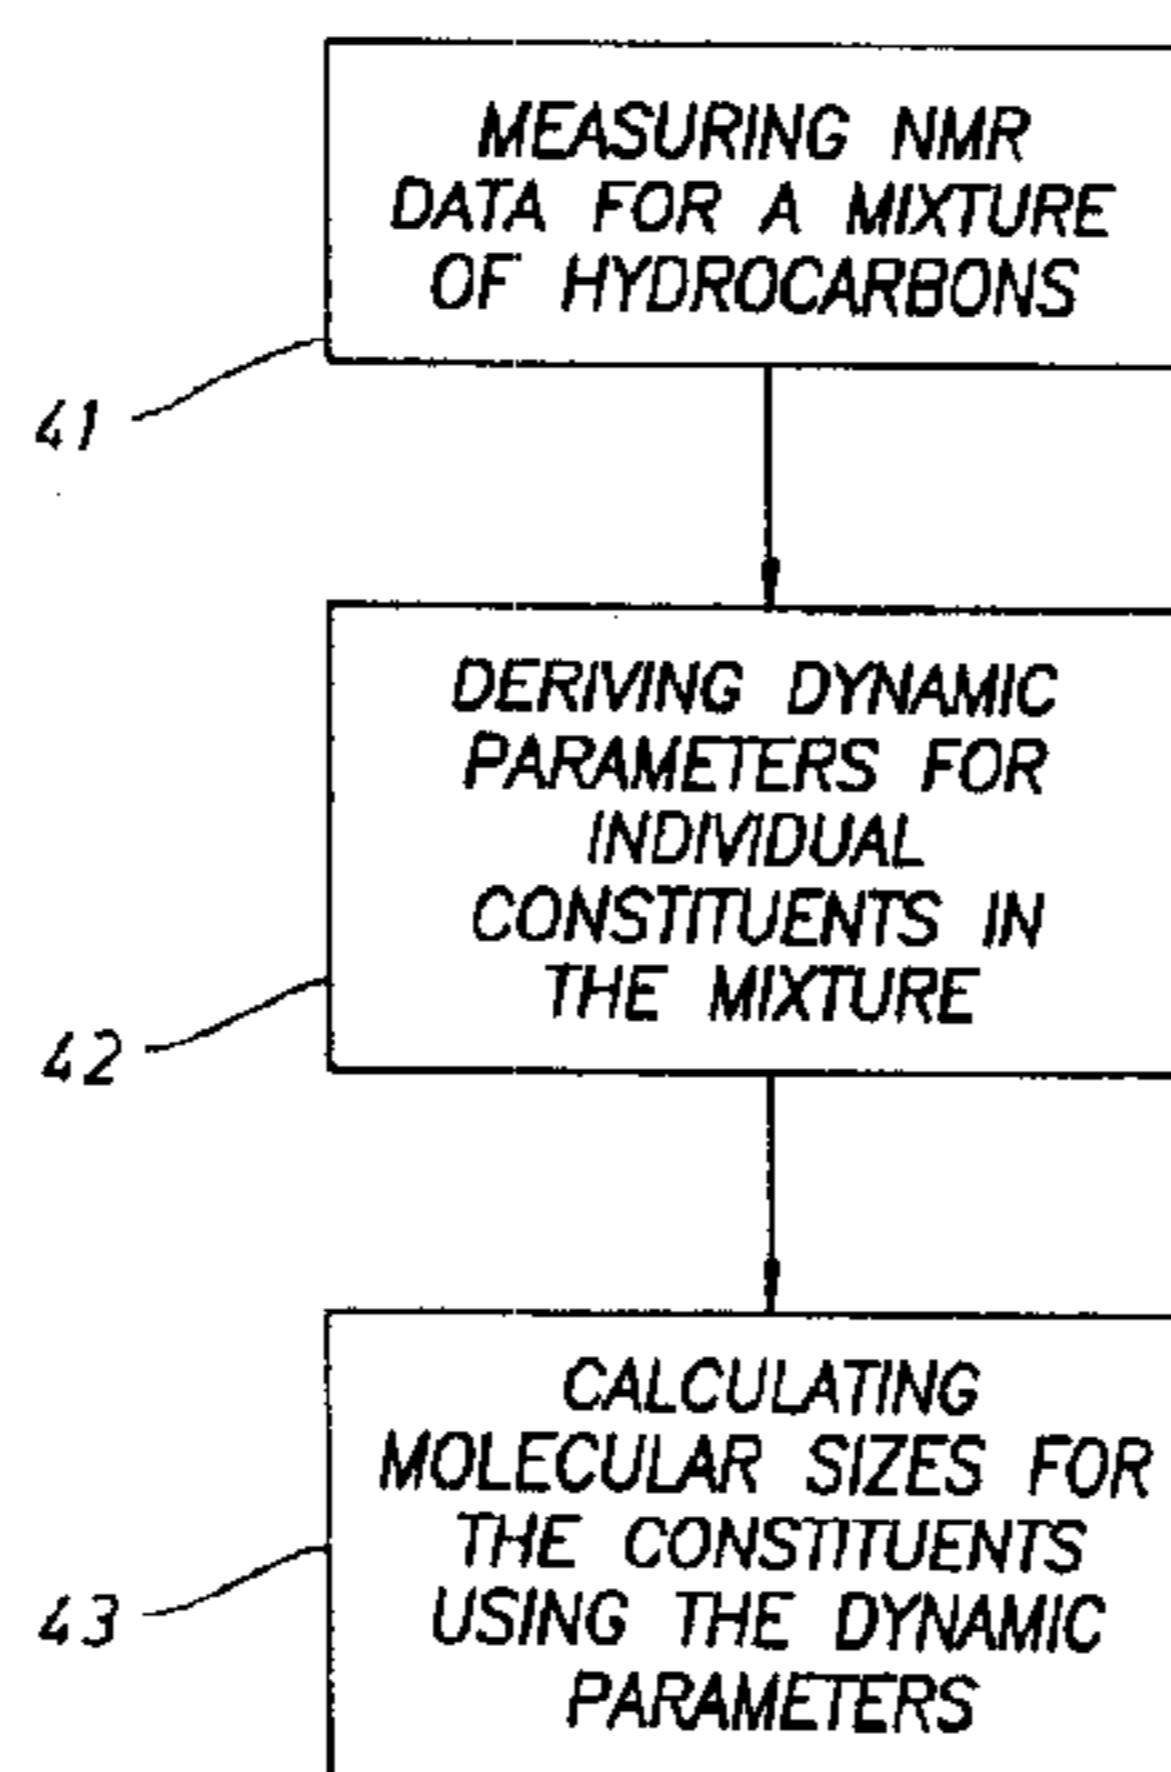 MEASURING NMR
DATA FOR A MIXTURE
OF HYDROCARBONS
41
DERIVING DYNAMIC
PARAMETERS FOR
INDIVIDUAL
CONSTITUENTS IN
THE MIXTURE
42
CALCULATING
MOLECULAR SIZES FOR
THE CONSTITUENTS
USING THE DYNAMIC
PARAMETERS
43